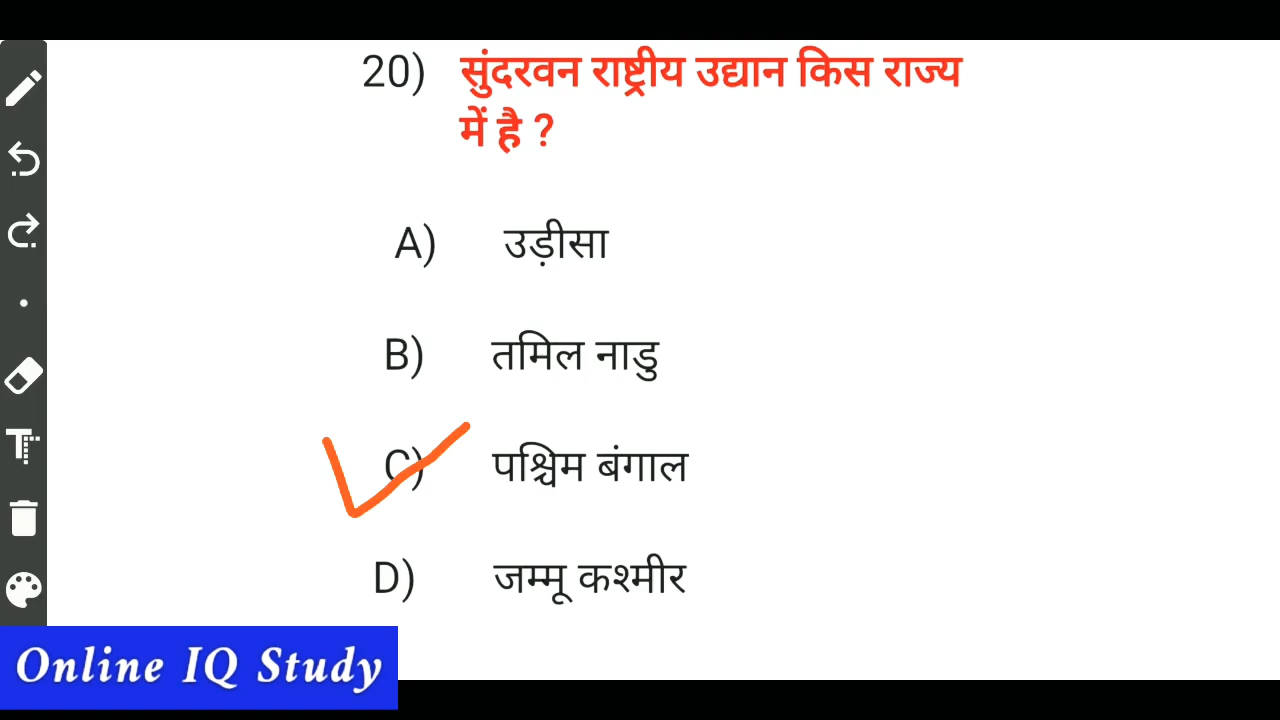 20) सुंदरवन राष्ट्रीय उद्यान किस राज्य
में है ?
A) उड़ीसा
B) तमिल नाडु
C) पश्चिम बंगाल
D) जम्मू कश्मीर
Online IQ Study